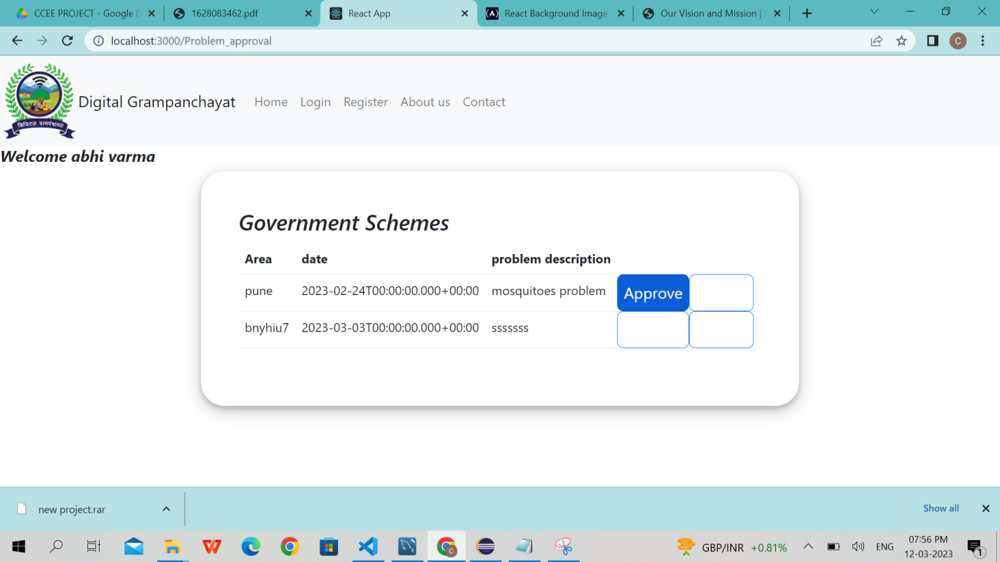 CCEE PROJECT - Google D
1628083462.pdf
React App
React Background Image
Our Vision and Mission | S
localhost:3000/Problem_approval
C
डिजिटल ग्रामपंचायत
Digital Grampanchayat
Home
Login
Register
About us
Contact
Welcome abhi varma
Government Schemes
Area date problem description
pune 2023-02-24T00:00:00.000+00:00 mosquitoes problem Approve
bnyhiu7 2023-03-03T00:00:00.000+00:00 sssssss
new project.rar
Show all
C
GBP/INR +0.81%
ENG
07:56 PM
12-03-2023
1